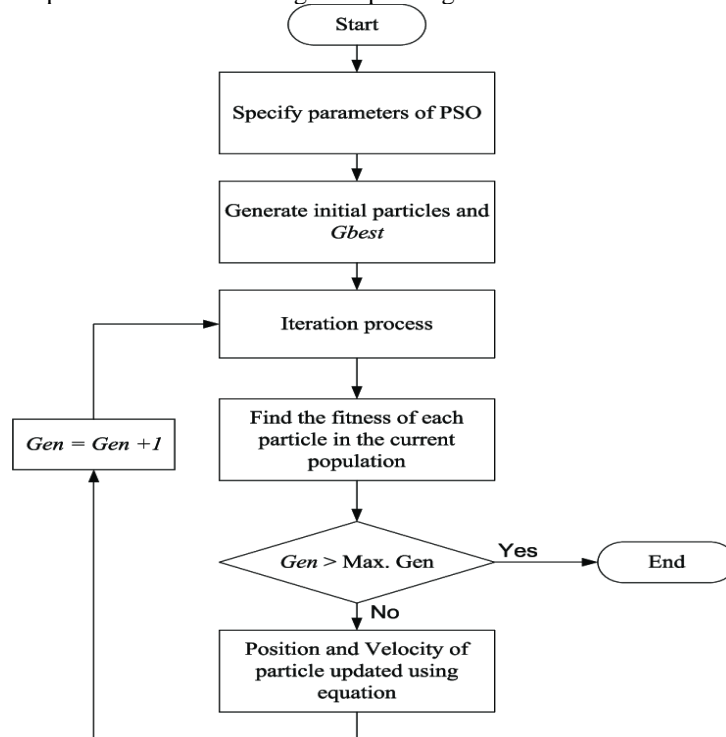 Start
Specify parameters of PSO
Generate initial particles and
Gbest
Iteration process
Find the fitness of each
particle in the current
population
Gen = Gen +1
Gen > Max. Gen
Yes
End
No
Position and Velocity of
particle updated using
equation